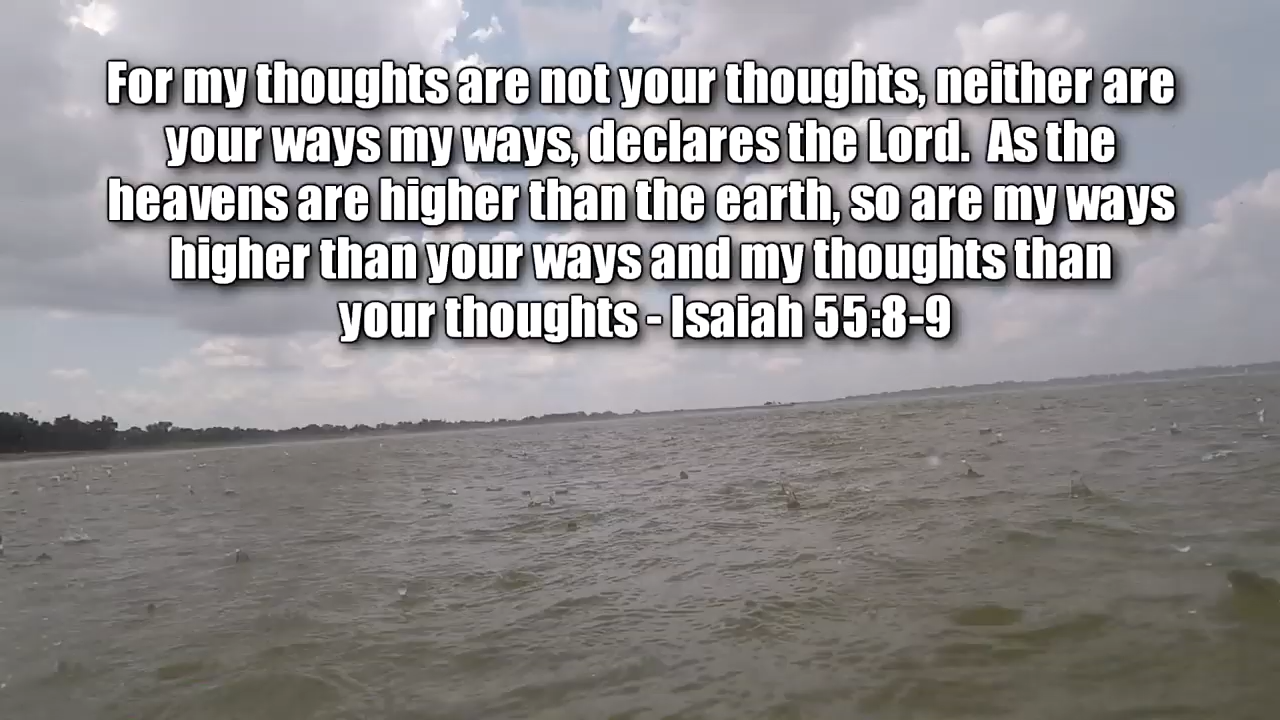 For my thoughts are not your thoughts, neither are
your ways my ways, declares the Lord.  As the
heavens are higher than the earth, so are my ways
higher than your ways and my thoughts than
your thoughts - Isaiah 55:8-9